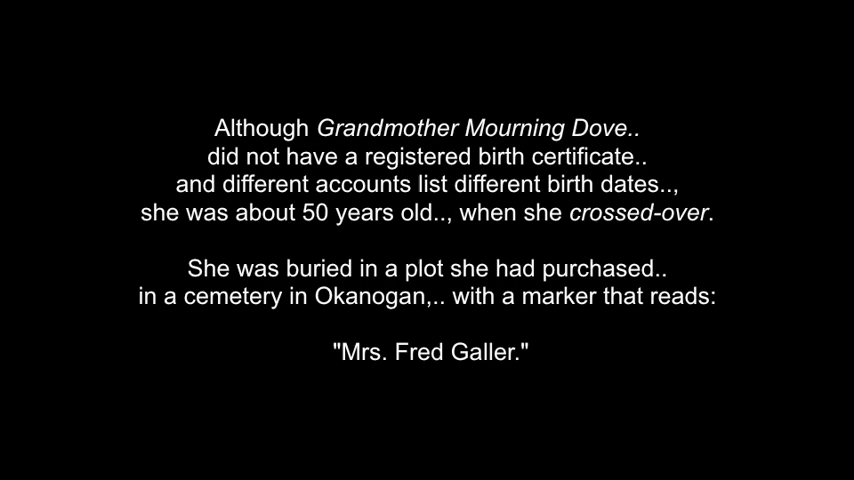 Although Grandmother Mourning Dove..
did not have a registered birth certificate..
and different accounts list different birth dates..,
she was about 50 years old.., when she crossed-over.
She was buried in a plot she had purchased..
in a cemetery in Okanogan,.. with a marker that reads:
"Mrs. Fred Galler."